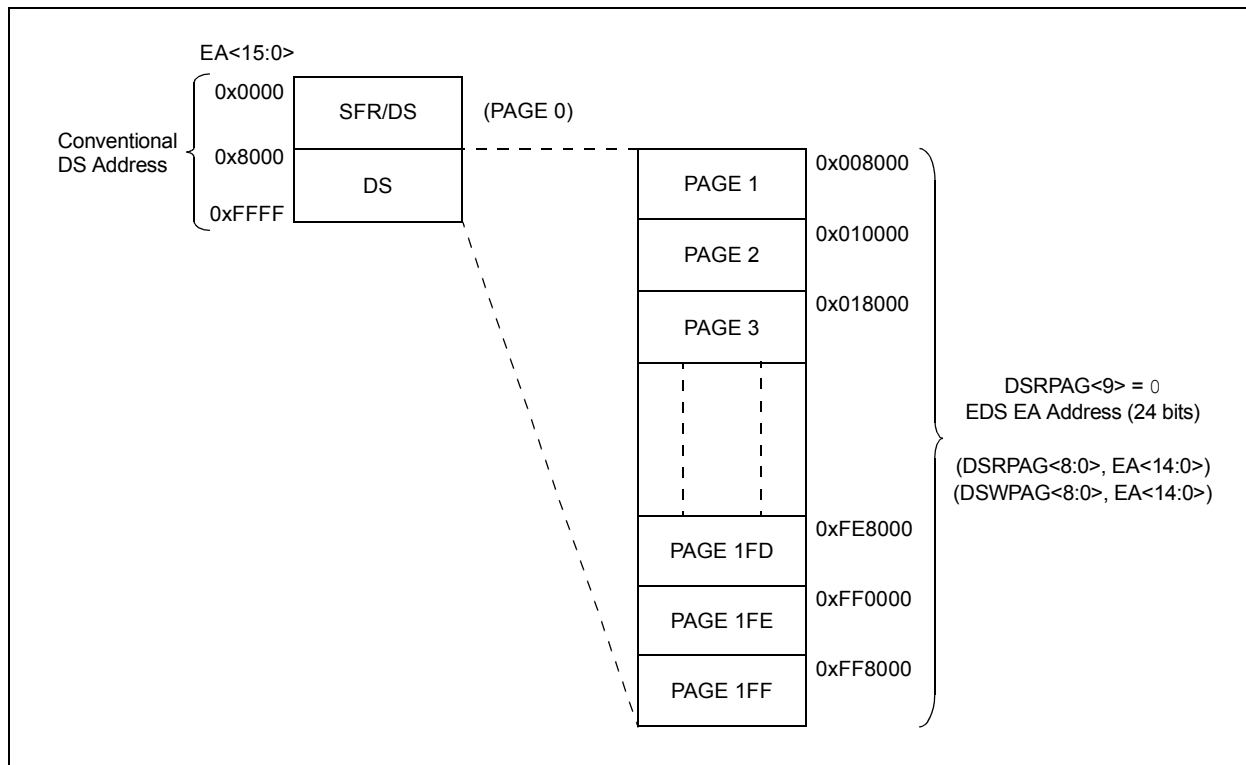 EA<15:0>
0x0000
SFR/DS
(PAGE 0)
Conventional
DS Address
0x8000
DS
0xFFFF
PAGE 1
0x008000
PAGE 2
0x010000
PAGE 3
0x018000
DSRPAG<9> = 0
EDS EA Address (24 bits)
(DSRPAG<8:0>, EA<14:0>)
(DSWPAG<8:0>, EA<14:0>)
PAGE 1FD
0xFE8000
PAGE 1FE
0xFF0000
PAGE 1FF
0xFF8000